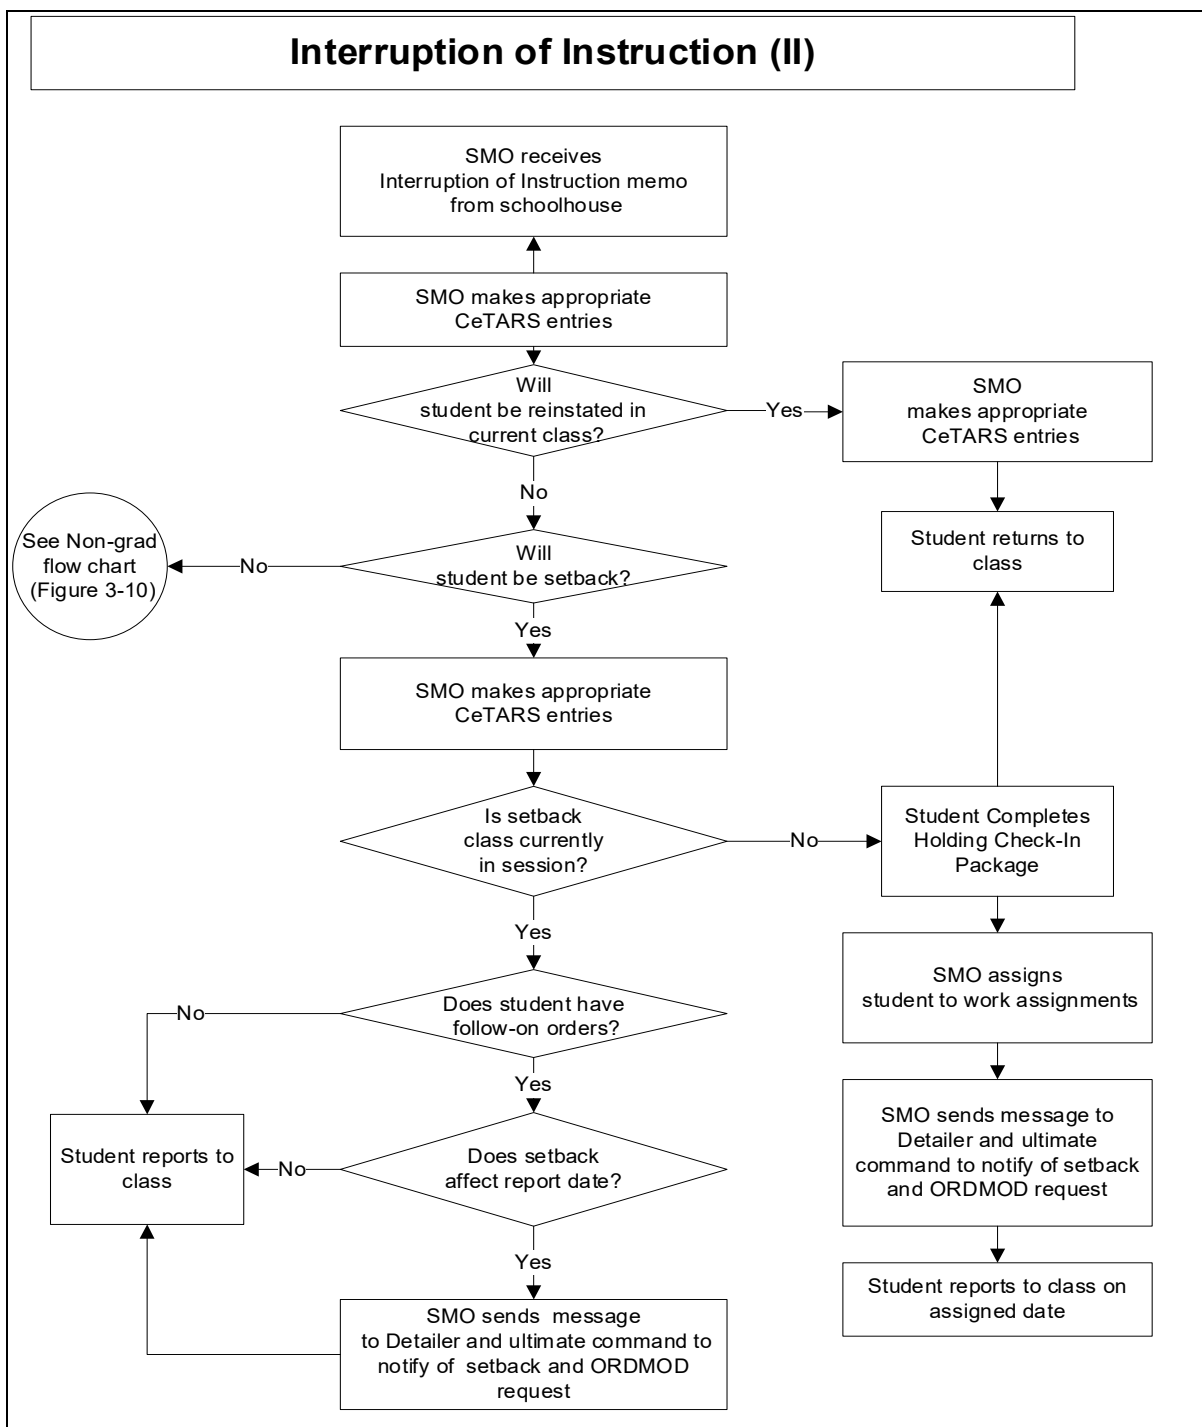 Interruption of Instruction (II)
SMO receives
Interruption of Instruction memo
from schoolhouse
SMO makes appropriate
CeTARS entries
Will
student be reinstated in
current class?
Yes
SMO
makes appropriate
CeTARS entries
No
Student returns to
class
See Non-grad
flow chart
(Figure 3-10)
No
Will
student be setback?
Yes
SMO makes appropriate
CeTARS entries
Is setback
class currently
in session?
No
Student Completes
Holding Check-In
Package
Yes
SMO assigns
student to work assignments
No
Does student have
follow-on orders?
Yes
SMO sends message to
Detailer and ultimate
command to notify of setback
and ORDMOD request
Student reports to
class
No
Does setback
affect report date?
Yes
Student reports to class on
assigned date
SMO sends  message
to Detailer and ultimate command to
notify of  setback and ORDMOD
request